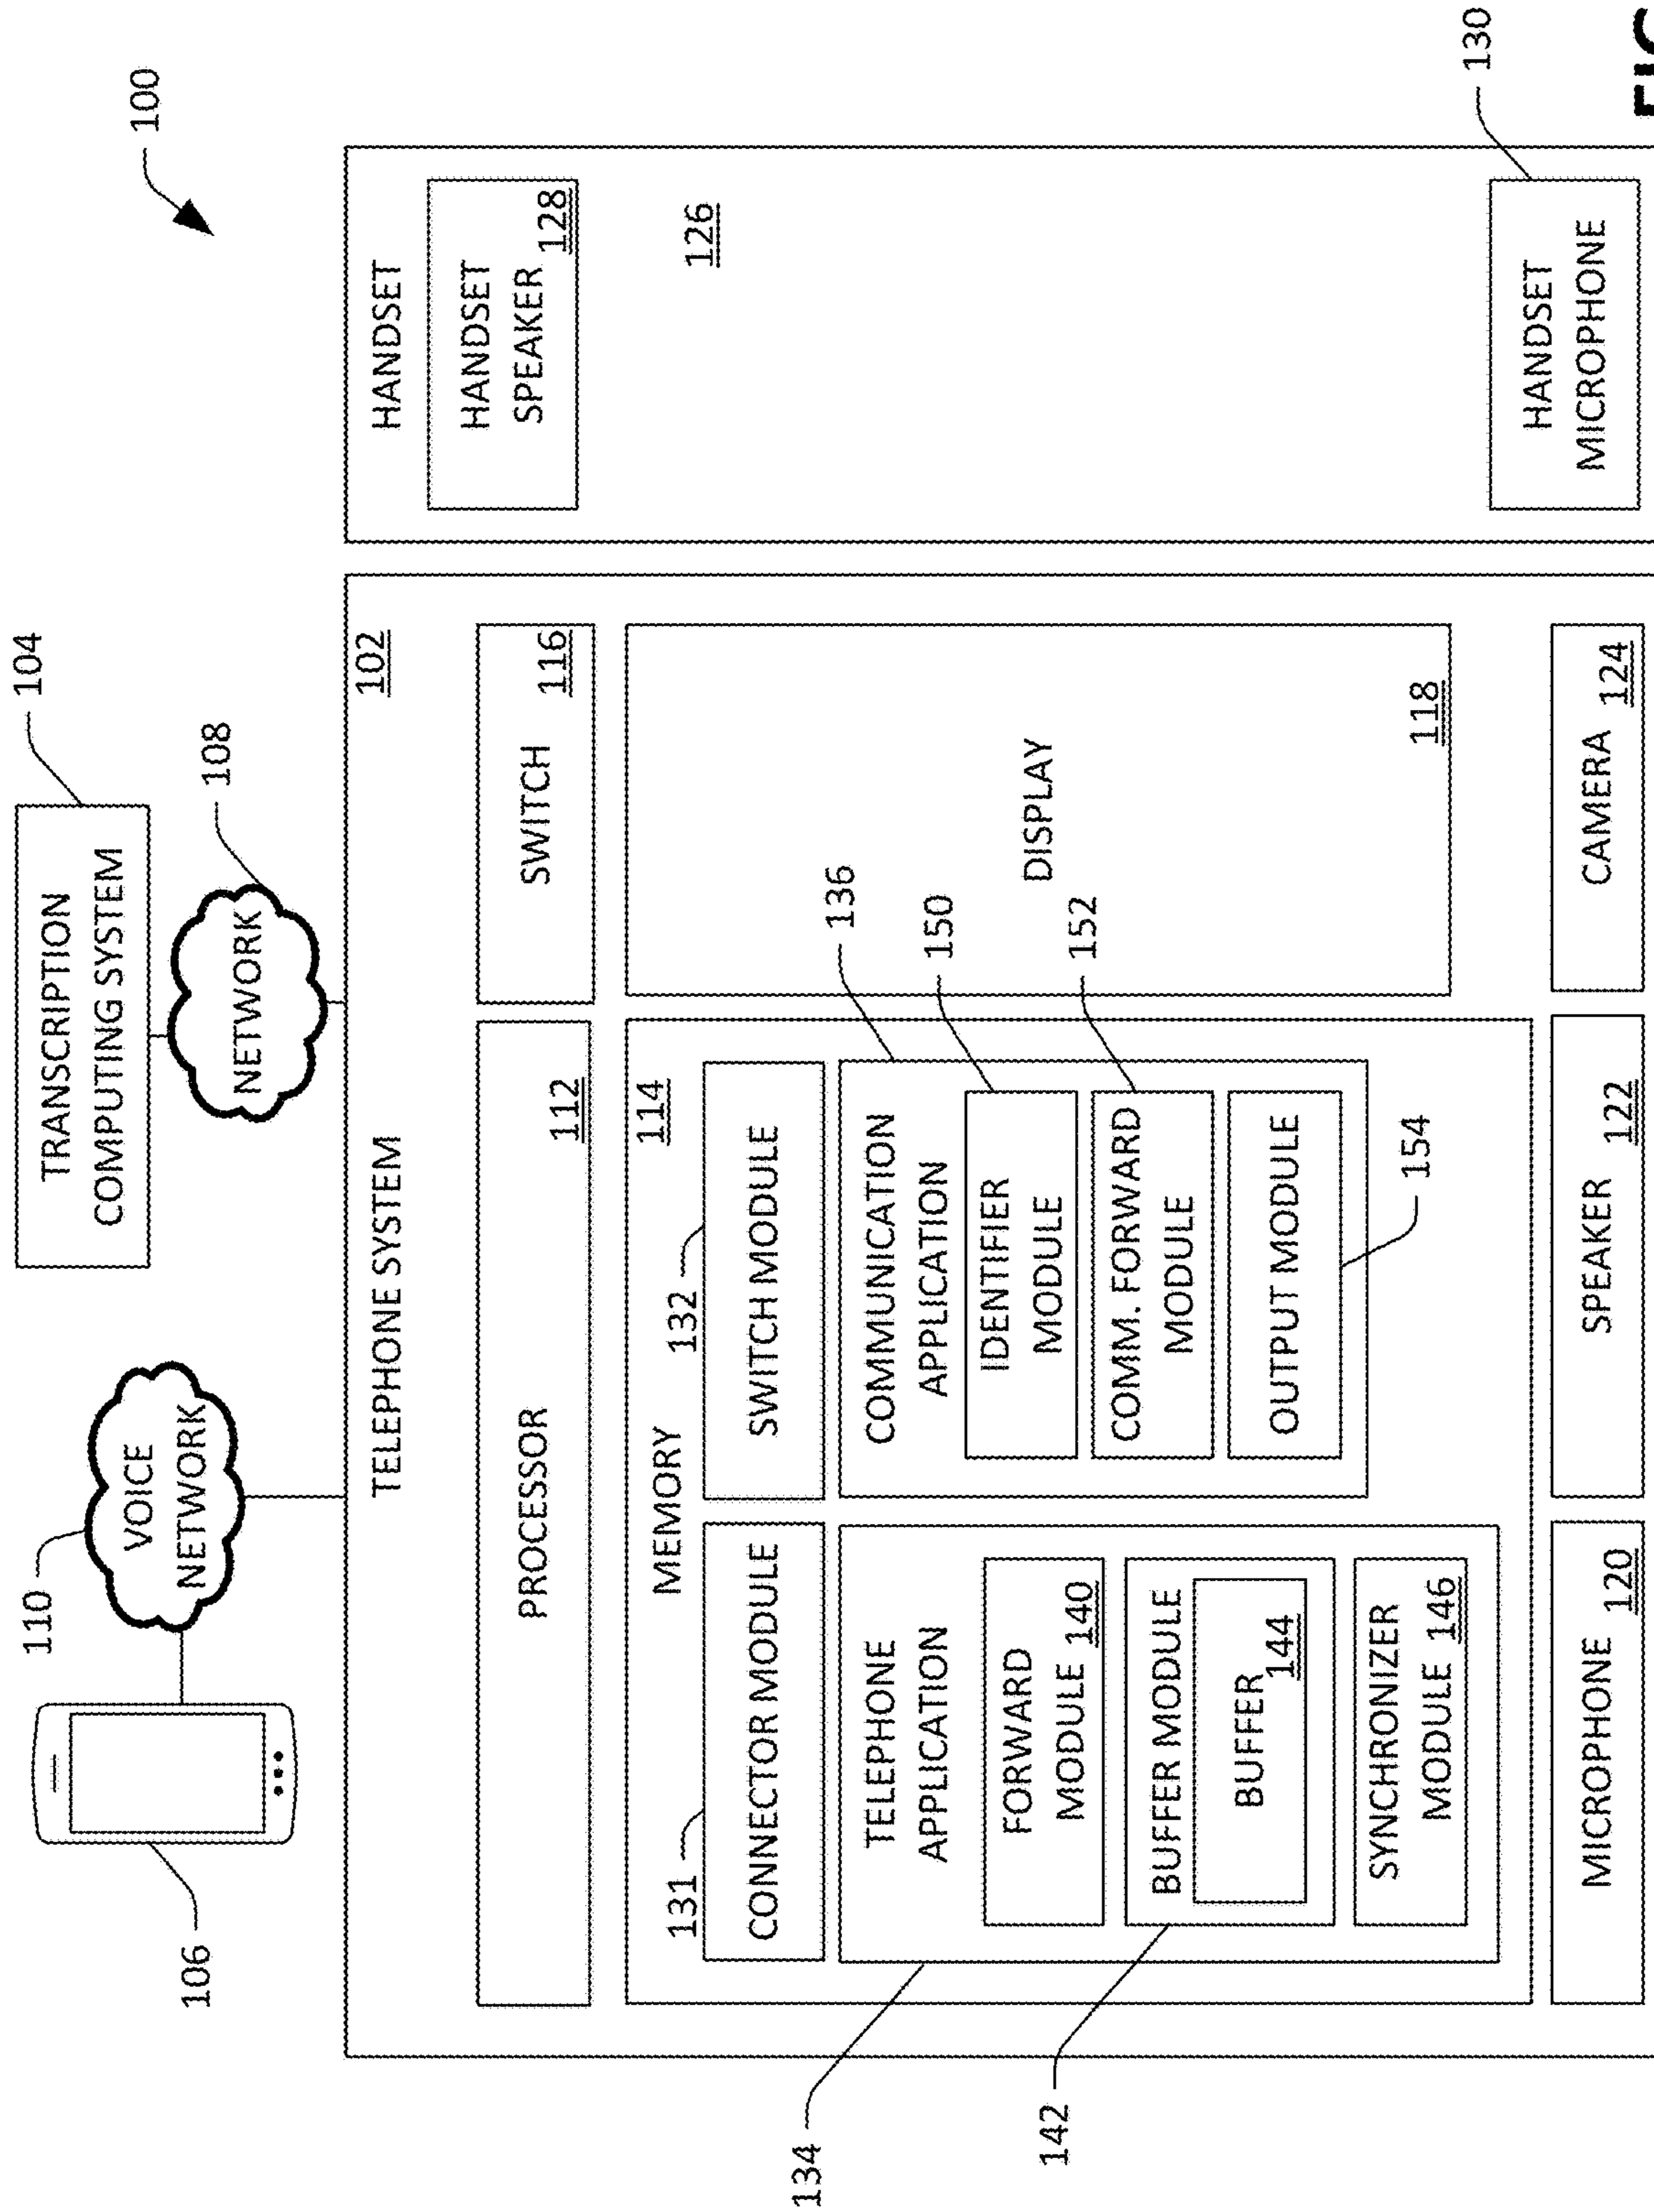 100
104
TRANSCRIPTION
COMPUTING SYSTEM
108
NETWORK
110
VOICE
NETWORK
106
TELEPHONE SYSTEM
102
PROCESSOR
112
SWITCH
116
MEMORY
114
131
CONNECTOR MODULE
132
SWITCH MODULE
134
TELEPHONE
APPLICATION
FORWARD
MODULE 140
142
BUFFER MODULE
BUFFER
144
SYNCHRONIZER
MODULE 146
136
COMMUNICATION
APPLICATION
150
IDENTIFIER
MODULE
152
COMM. FORWARD
MODULE
OUTPUT MODULE
154
DISPLAY
118
MICROPHONE
120
SPEAKER
122
CAMERA
124
HANDSET
HANDSET
SPEAKER
128
126
HANDSET
MICROPHONE
130